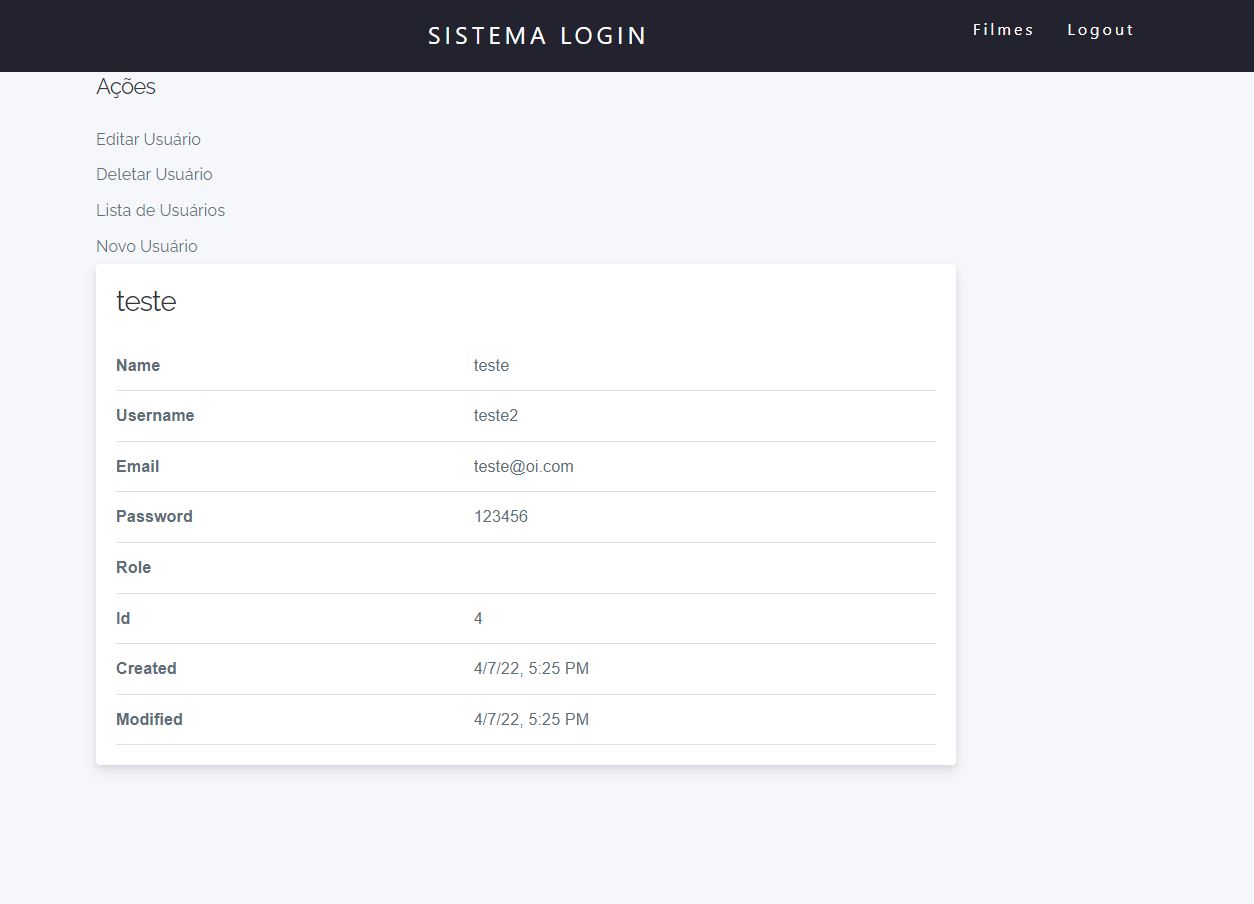 SISTEMA LOGIN
Filmes Logout
Ações
Editar Usuário
Deletar Usuário
Lista de Usuários
Novo Usuário
teste
Name teste
Username teste2
Email teste@oi.com
Password 123456
Role
Id 4
Created 4/7/22, 5:25 PM
Modified 4/7/22, 5:25 PM